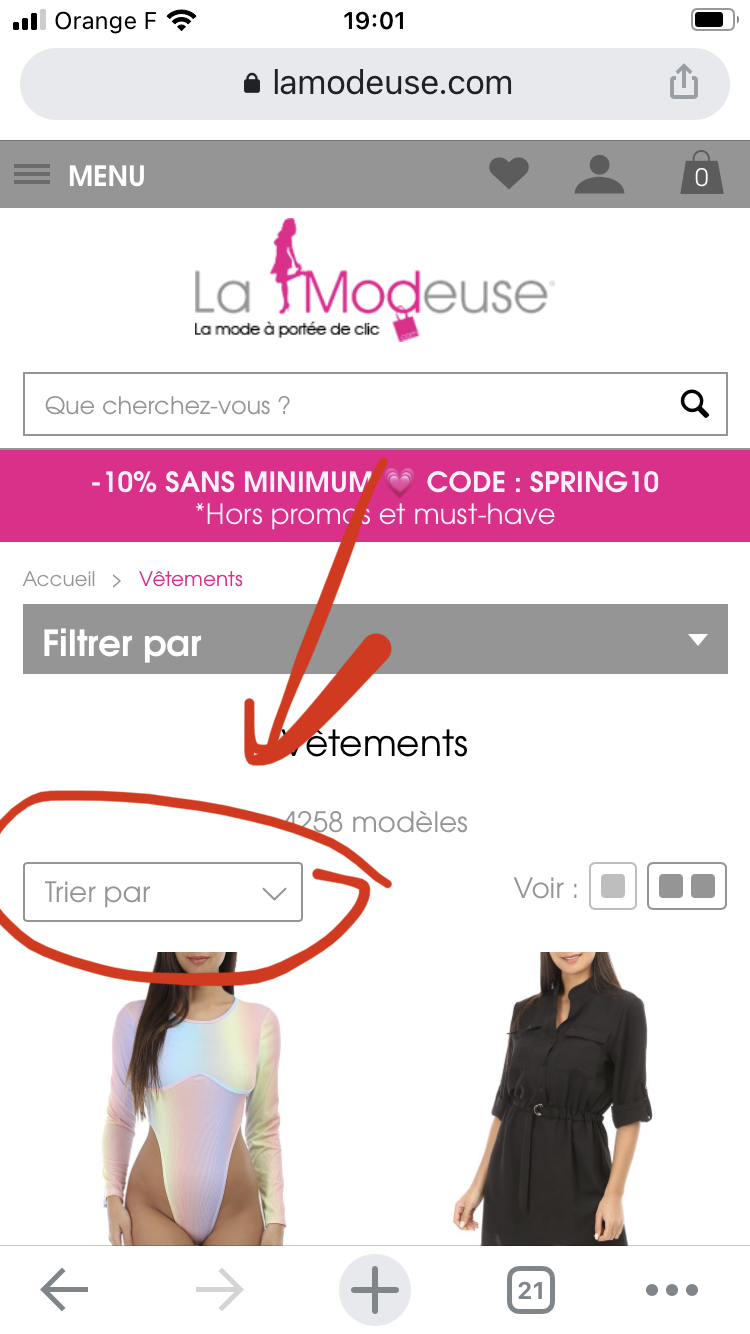 Orange F 19:01
lamodeuse.com
MENU 0
La Modeuse
La mode à portée de clic
Que cherchez-vous ?
-10% SANS MINIMUM 💗 CODE : SPRING10
*Hors promos et must-have
Accueil > Vêtements
Filtrer par
Vêtements
4258 modèles
Trier par Voir :
21